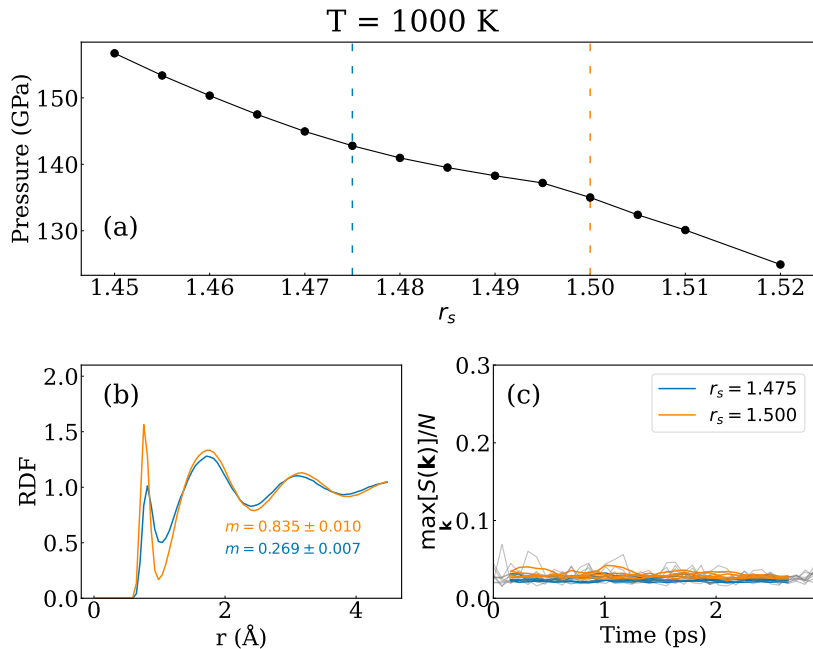 T = 1000 K
Pressure (GPa)
150
140
130
(a)
1.45 1.46 1.47 1.48 1.49 1.50 1.51 1.52
r_s
(b)
RDF
2.0
1.5
1.0
0.5
0.0
m = 0.835 ± 0.010
m = 0.269 ± 0.007
0 2 4
r (Å)
(c)
max[S(k)]/N
k
0.3
0.2
0.1
0.0
r_s = 1.475
r_s = 1.500
0 1 2
Time (ps)